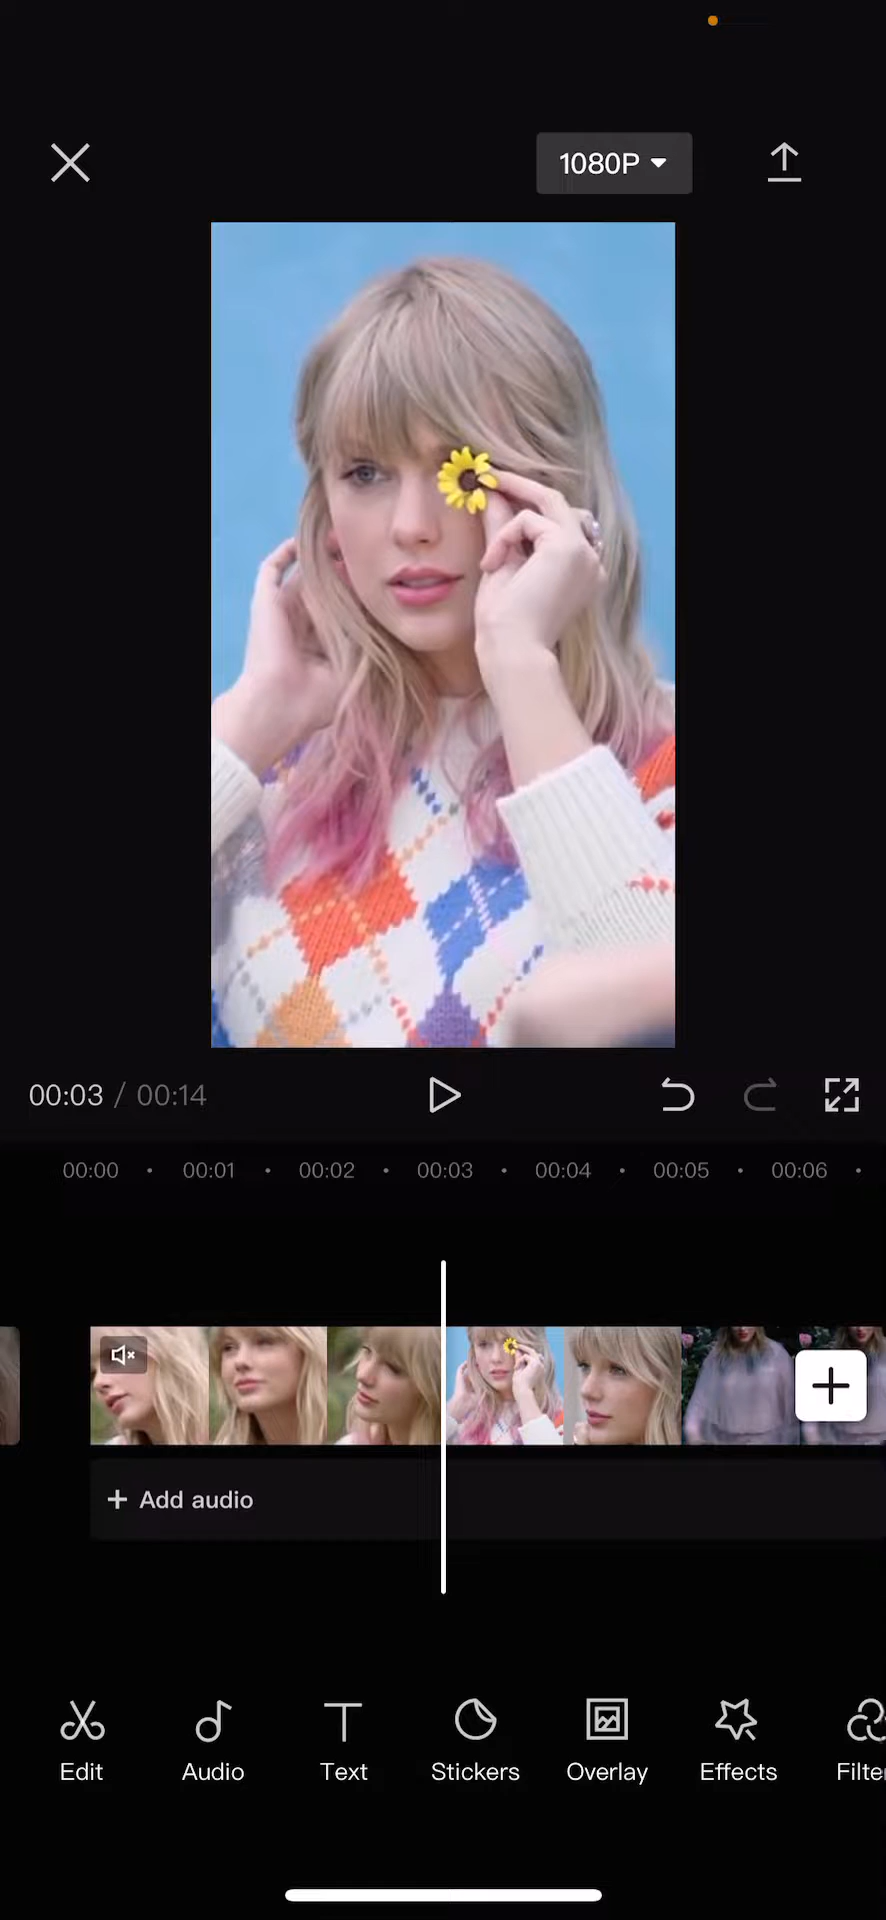 1080P
00:03 / 00:14
00:00 • 00:01 • 00:02 • 00:03 • 00:04 • 00:05 • 00:06 •
+ Add audio
Edit Audio Text Stickers Overlay Effects Filter